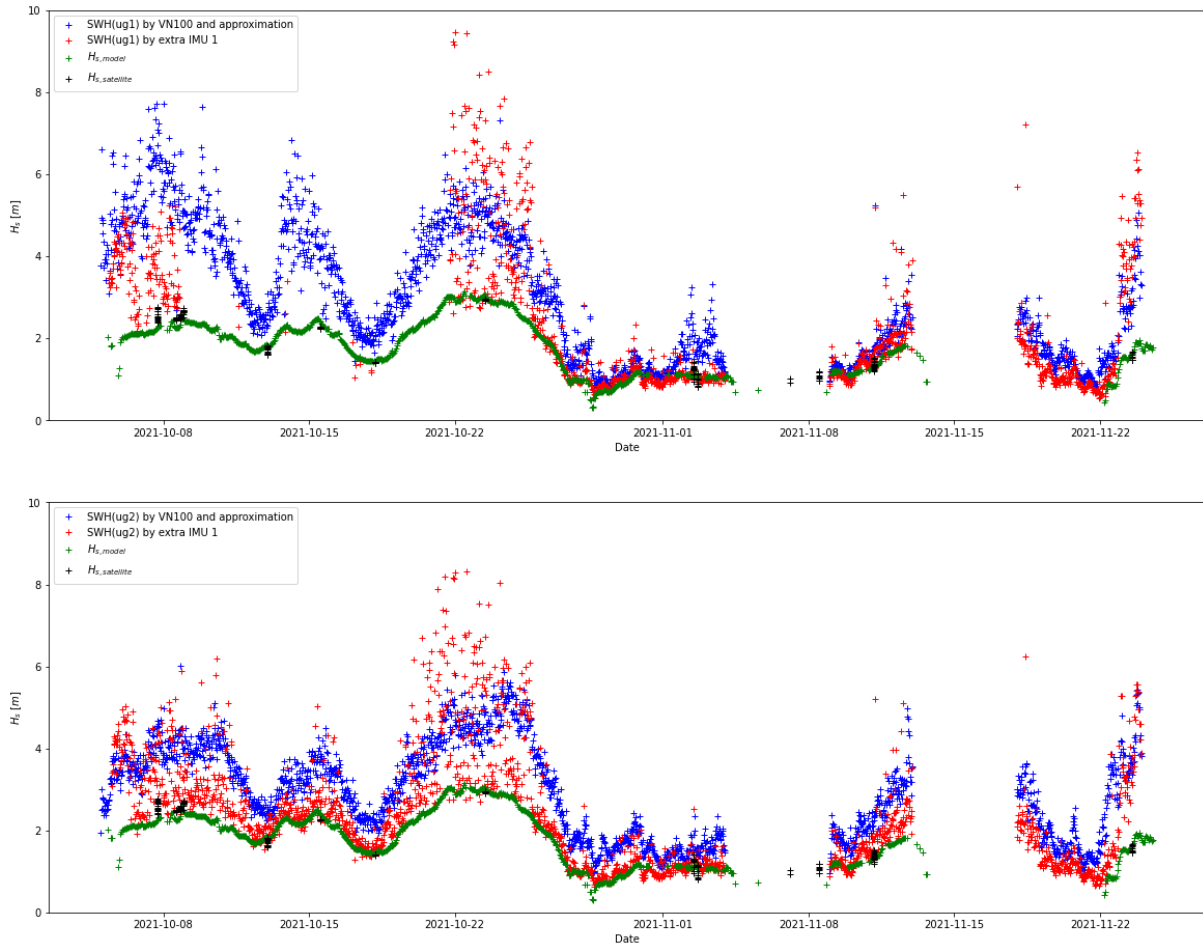 10
8
6
4
2
0
H_s [m]
SWH(ug1) by VN100 and approximation
SWH(ug1) by extra IMU 1
H_s,model
H_s,satellite
2021-10-08 2021-10-15 2021-10-22 2021-11-01 2021-11-08 2021-11-15 2021-11-22
Date
10
8
6
4
2
0
H_s [m]
SWH(ug2) by VN100 and approximation
SWH(ug2) by extra IMU 1
H_s,model
H_s,satellite
2021-10-08 2021-10-15 2021-10-22 2021-11-01 2021-11-08 2021-11-15 2021-11-22
Date